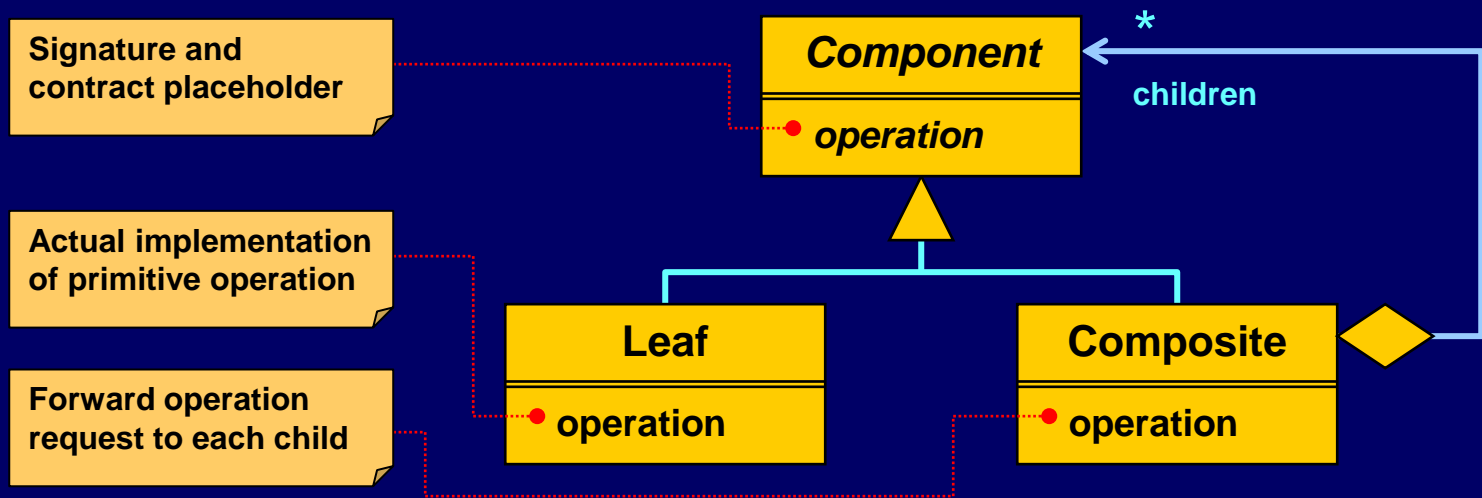 Signature and
contract placeholder
Component
operation
*
children
Actual implementation
of primitive operation
Leaf
operation
Composite
operation
Forward operation
request to each child